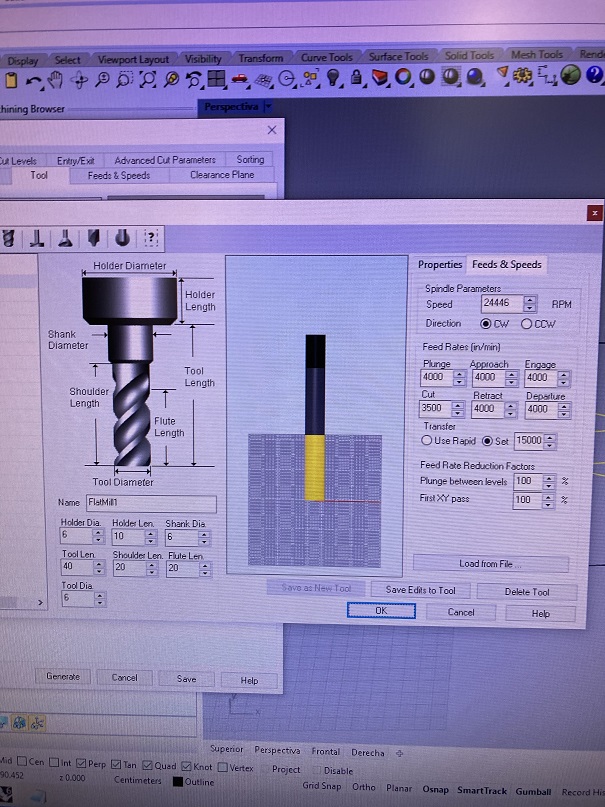 Display Select Viewport Layout Visibility Transform Curve Tools Surface Tools Solid Tools Mesh Tools Rend
hining Browser
Perspectiva
Cut Levels Entry/Exit Advanced Cut Parameters Sorting
Tool Feeds & Speeds Clearance Plane
Holder Diameter
Holder
Length
Shank
Diameter
Tool
Length
Shoulder
Length
Flute
Length
Tool Diameter
Name FlatMill1
Holder Dia. Holder Len. Shank Dia.
6 10 6
Tool Len. Shoulder Len. Flute Len.
40 20 20
Tool Dia.
6
Properties Feeds & Speeds
Spindle Parameters
Speed 24446 RPM
Direction CW CCW
Feed Rates (in/min)
Plunge Approach Engage
4000 4000 4000
Cut Retract Departure
3500 4000 4000
Transfer
Use Rapid Set 15000
Feed Rate Reduction Factors
Plunge between levels 100 %
First XY pass 100 %
Load from File ...
Save as New Tool Save Edits to Tool Delete Tool
OK Cancel Help
Generate Cancel Save Help
Superior Perspectiva Frontal Derecha
Mid Cen Int Perp Tan Quad Knot Vertex Project Disable
90.452 z 0.000 Centimeters Outline Grid Snap Ortho Planar Osnap SmartTrack Gumball Record Hi